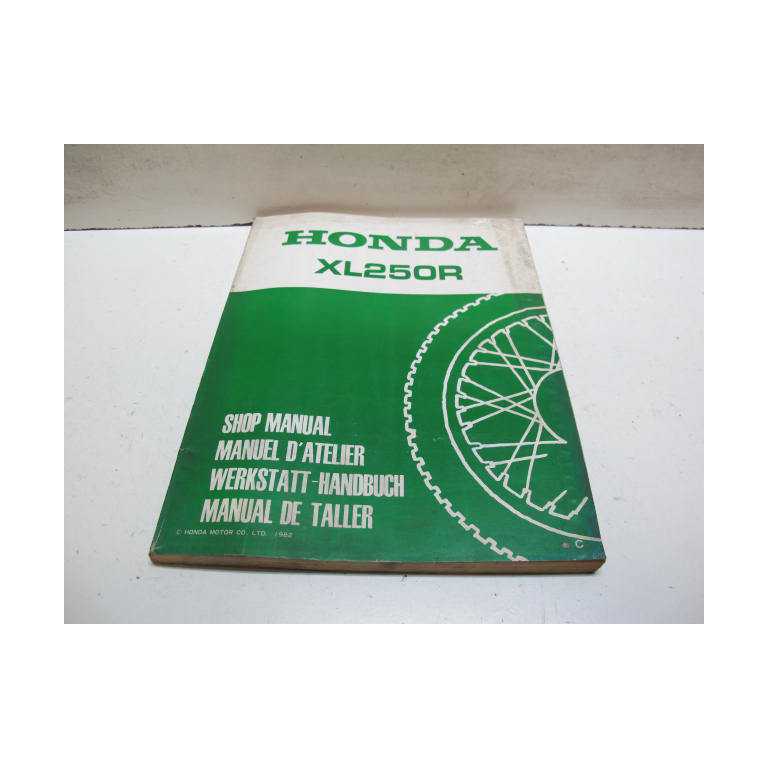 HONDA
XL250R
SHOP MANUAL
MANUEL D'ATELIER
WERKSTATT-HANDBUCH
MANUAL DE TALLER
© HONDA MOTOR CO., LTD. 1982
C